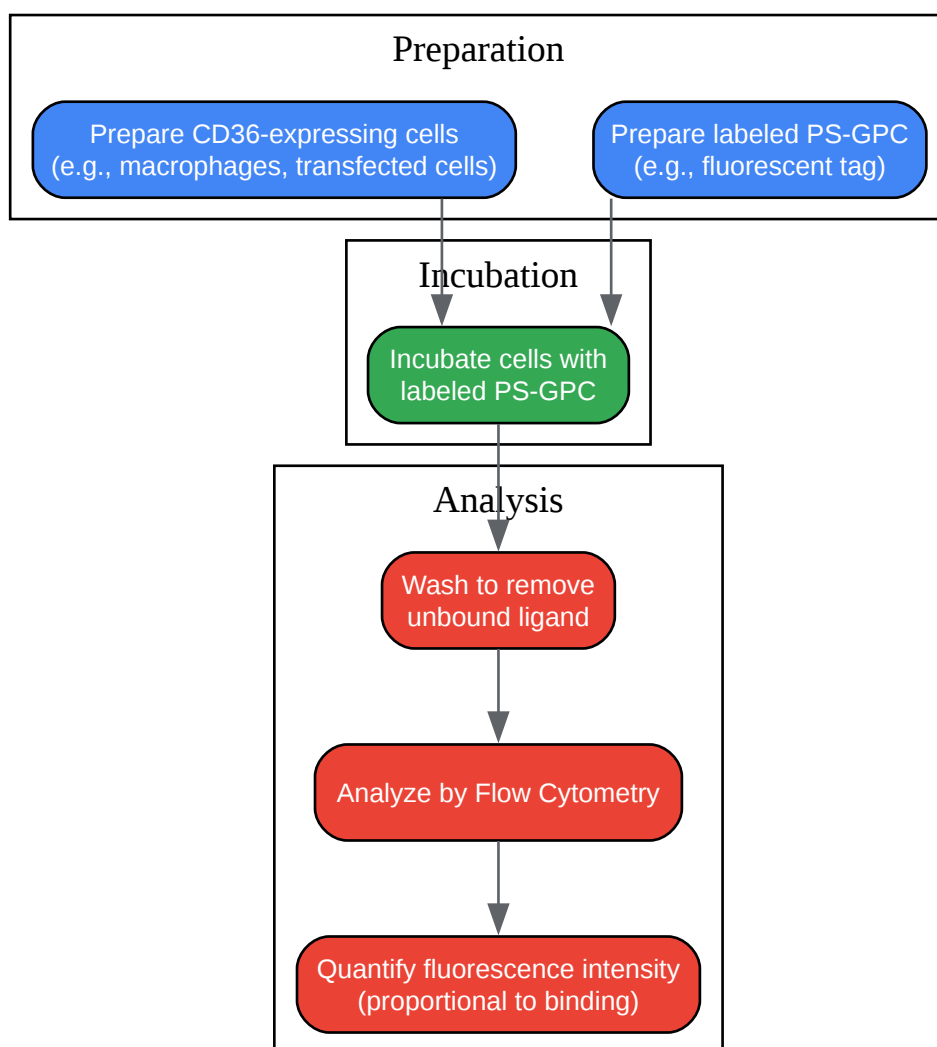 Preparation
Prepare CD36-expressing cells
(e.g., macrophages, transfected cells)
Prepare labeled PS-GPC
(e.g., fluorescent tag)
Incubation
Incubate cells with
labeled PS-GPC
Analysis
Wash to remove
unbound ligand
Analyze by Flow Cytometry
Quantify fluorescence intensity
(proportional to binding)